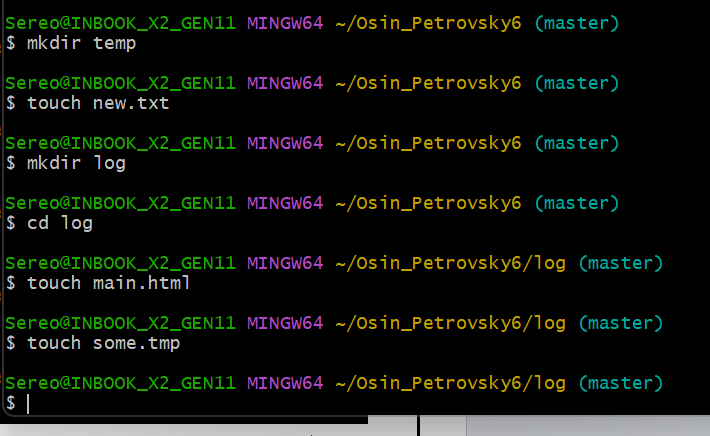 Sereo@INBOOK_X2_GEN11 MINGW64 ~/Osin_Petrovsky6 (master)
$ mkdir temp
Sereo@INBOOK_X2_GEN11 MINGW64 ~/Osin_Petrovsky6 (master)
$ touch new.txt
Sereo@INBOOK_X2_GEN11 MINGW64 ~/Osin_Petrovsky6 (master)
$ mkdir log
Sereo@INBOOK_X2_GEN11 MINGW64 ~/Osin_Petrovsky6 (master)
$ cd log
Sereo@INBOOK_X2_GEN11 MINGW64 ~/Osin_Petrovsky6/log (master)
$ touch main.html
Sereo@INBOOK_X2_GEN11 MINGW64 ~/Osin_Petrovsky6/log (master)
$ touch some.tmp
Sereo@INBOOK_X2_GEN11 MINGW64 ~/Osin_Petrovsky6/log (master)
$